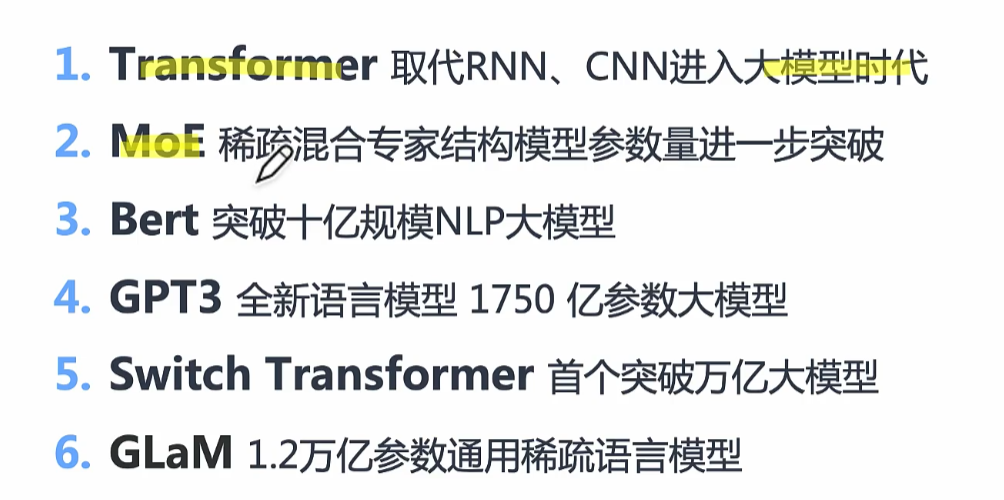 1. Transformer 取代RNN、CNN进入大模型时代
2. MoE 稀疏混合专家结构模型参数量进一步突破
3. Bert 突破十亿规模NLP大模型
4. GPT3 全新语言模型 1750 亿参数大模型
5. Switch Transformer 首个突破万亿大模型
6. GLaM 1.2万亿参数通用稀疏语言模型